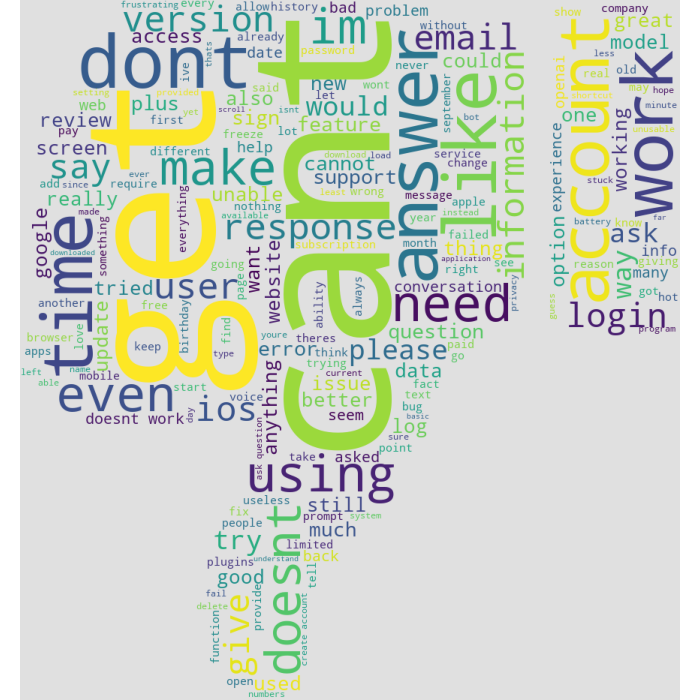 frustrating
every
allow
history
bad
problem
version
im
already
without
access
date
password
email
dont
thats
ive
new
wont
could
never
web
plus
also
said
let
would
september
bot
review
pay
first
sign
scroll
isnt
feature
screen
different
freeze
lot
download
load
service
say
make
help
cannot
support
change
add
since
ever
require
unable
least
wrong
message
apple
really
nothing
available
response
year
instead
google
made
something
everything
subscription
failed
thing
downloaded
going
want
website
month
application
see
time
get
cant
answer
like
information
right
privacy
another
tried
user
page
ability
always
conversation
free
need
update
birthday
find
youre
theres
question
browser
love
keep
type
error
think
please
paid
go
apps
trying
left
able
name
mobile
start
current
issue
data
fact
even
ios
voice
anything
better
text
bug
basic
doesnt work
day
seem
log
sure
ask question
take
asked
point
using
useless
still
fix
prompt
system
people
much
try
doesnt
limited
back
plugins
understand
good
tell
fail
provide
delete
function
give
create account
open
used
numbers
show
company
great
openai
less
model
real
old
may
hope
one
minute
account
work
working
unusable
experience
stuck
battery
know
far
option
ask
reason
way
giving
info
many
guess
got
hot
login
program